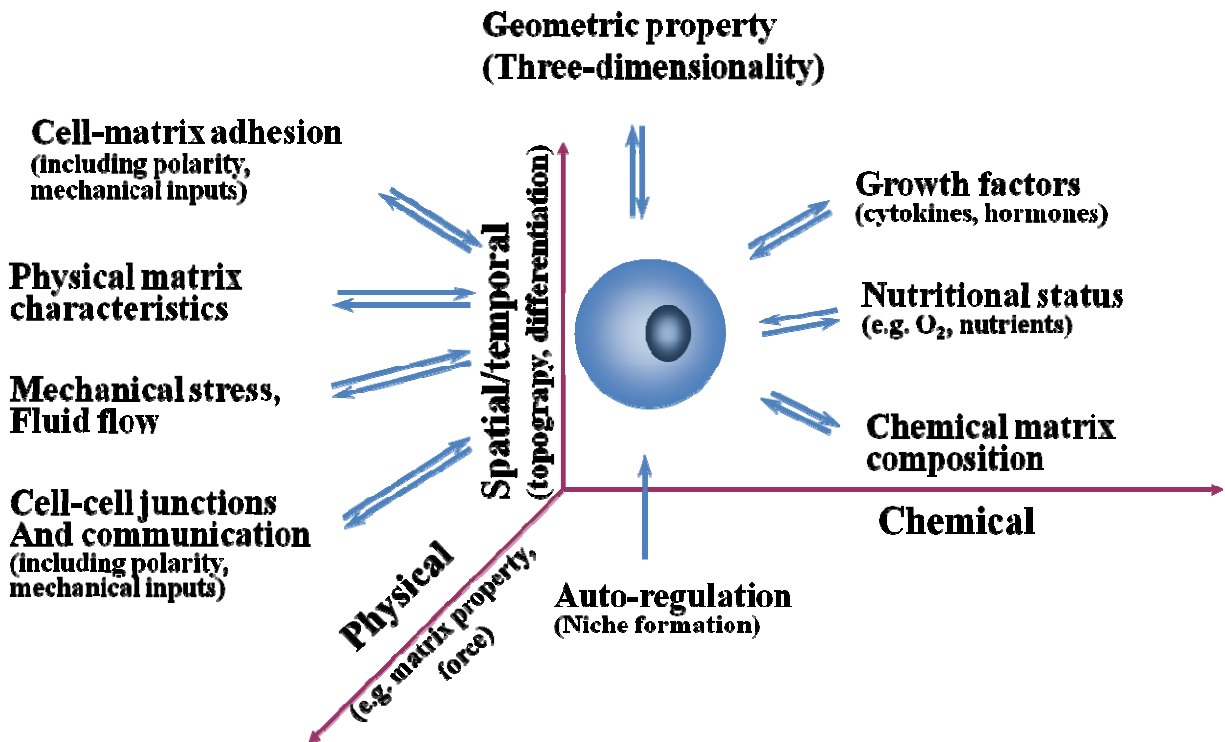 Geometric property
(Three-dimensionality)
Cell-matrix adhesion
(including polarity,
mechanical inputs)
Physical matrix
characteristics
Mechanical stress,
Fluid flow
Cell-cell junctions
And communication
(including polarity,
mechanical inputs)
Spatial/temporal
(topograpy, differentiation)
Growth factors
(cytokines, hormones)
Nutritional status
(e.g. O₂, nutrients)
Chemical matrix
composition
Chemical
Physical
(e.g. matrix property,
force)
Auto-regulation
(Niche formation)